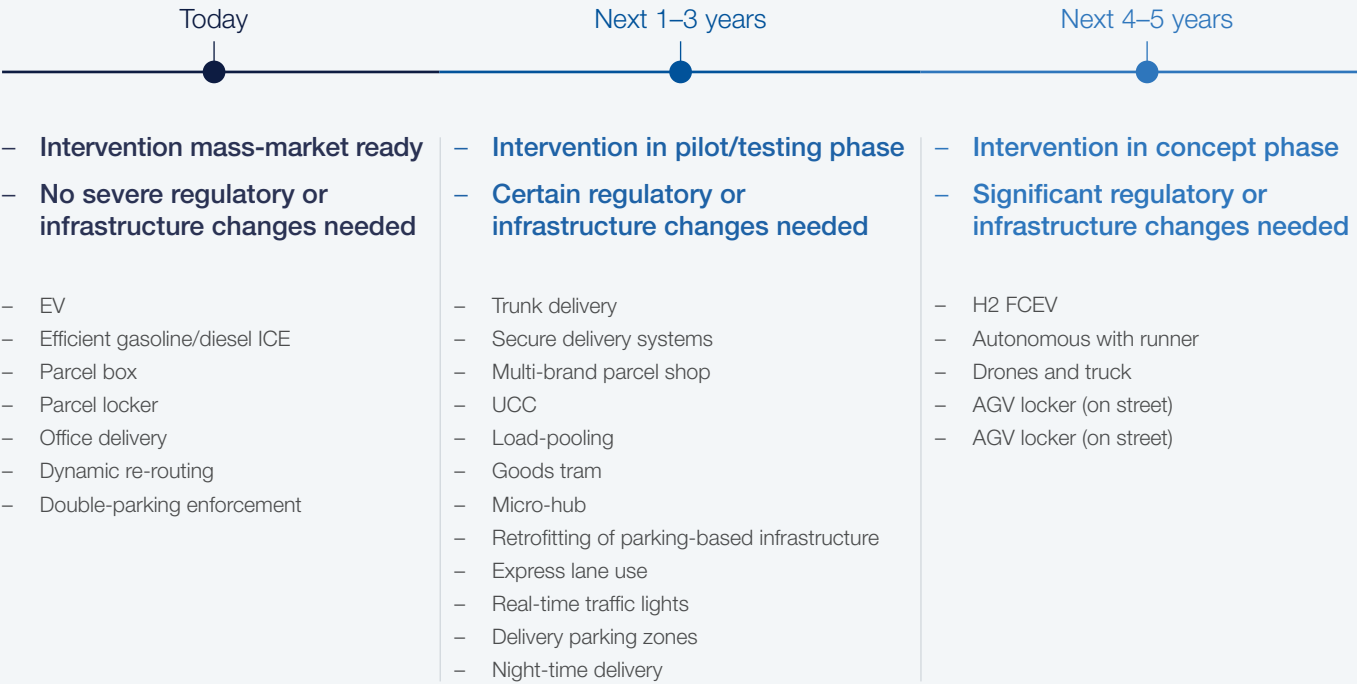 Today
– Intervention mass-market ready
– No severe regulatory or
infrastructure changes needed
– EV
– Efficient gasoline/diesel ICE
– Parcel box
– Parcel locker
– Office delivery
– Dynamic re-routing
– Double-parking enforcement
Next 1–3 years
– Intervention in pilot/testing phase
– Certain regulatory or
infrastructure changes needed
– Trunk delivery
– Secure delivery systems
– Multi-brand parcel shop
– UCC
– Load-pooling
– Goods tram
– Micro-hub
– Retrofitting of parking-based infrastructure
– Express lane use
– Real-time traffic lights
– Delivery parking zones
– Night-time delivery
Next 4–5 years
– Intervention in concept phase
– Significant regulatory or
infrastructure changes needed
– H2 FCEV
– Autonomous with runner
– Drones and truck
– AGV locker (on street)
– AGV locker (on street)